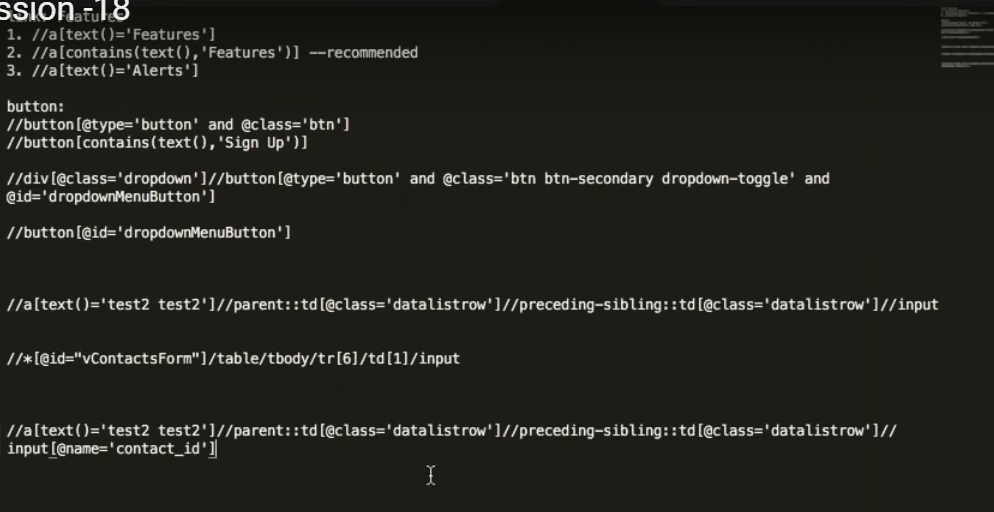 ssion -18
link: Features
1. //a[text()='Features']
2. //a[contains(text(),'Features')] --recommended
3. //a[text()='Alerts']
button:
//button[@type='button' and @class='btn']
//button[contains(text(),'Sign Up')]
//div[@class='dropdown']//button[@type='button' and @class='btn btn-secondary dropdown-toggle' and
@id='dropdownMenuButton']
//button[@id='dropdownMenuButton']
//a[text()='test2 test2']//parent::td[@class='datalistrow']//preceding-sibling::td[@class='datalistrow']//input
//*[@id="vContactsForm"]/table/tbody/tr[6]/td[1]/input
//a[text()='test2 test2']//parent::td[@class='datalistrow']//preceding-sibling::td[@class='datalistrow']//
input[@name='contact_id']